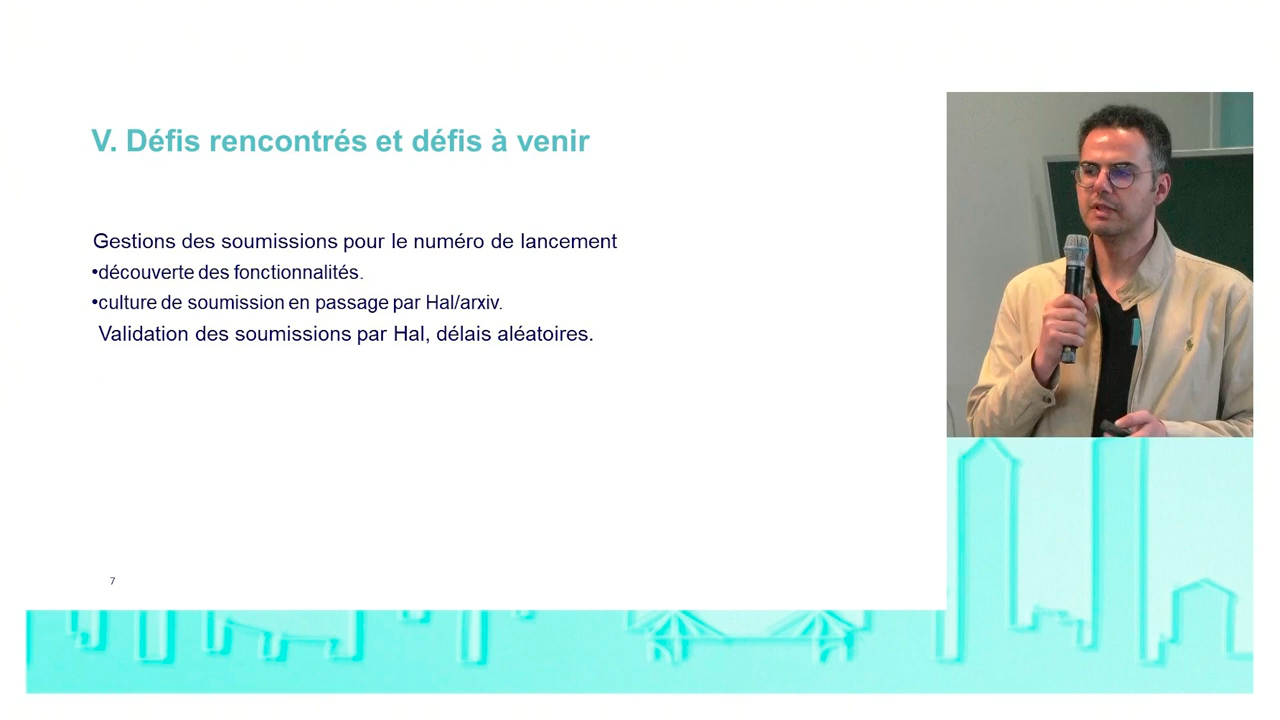 V. Défis rencontrés et défis à venir
Gestions des soumissions pour le numéro de lancement
•découverte des fonctionnalités.
•culture de soumission en passage par Hal/arxiv.
Validation des soumissions par Hal, délais aléatoires.
7